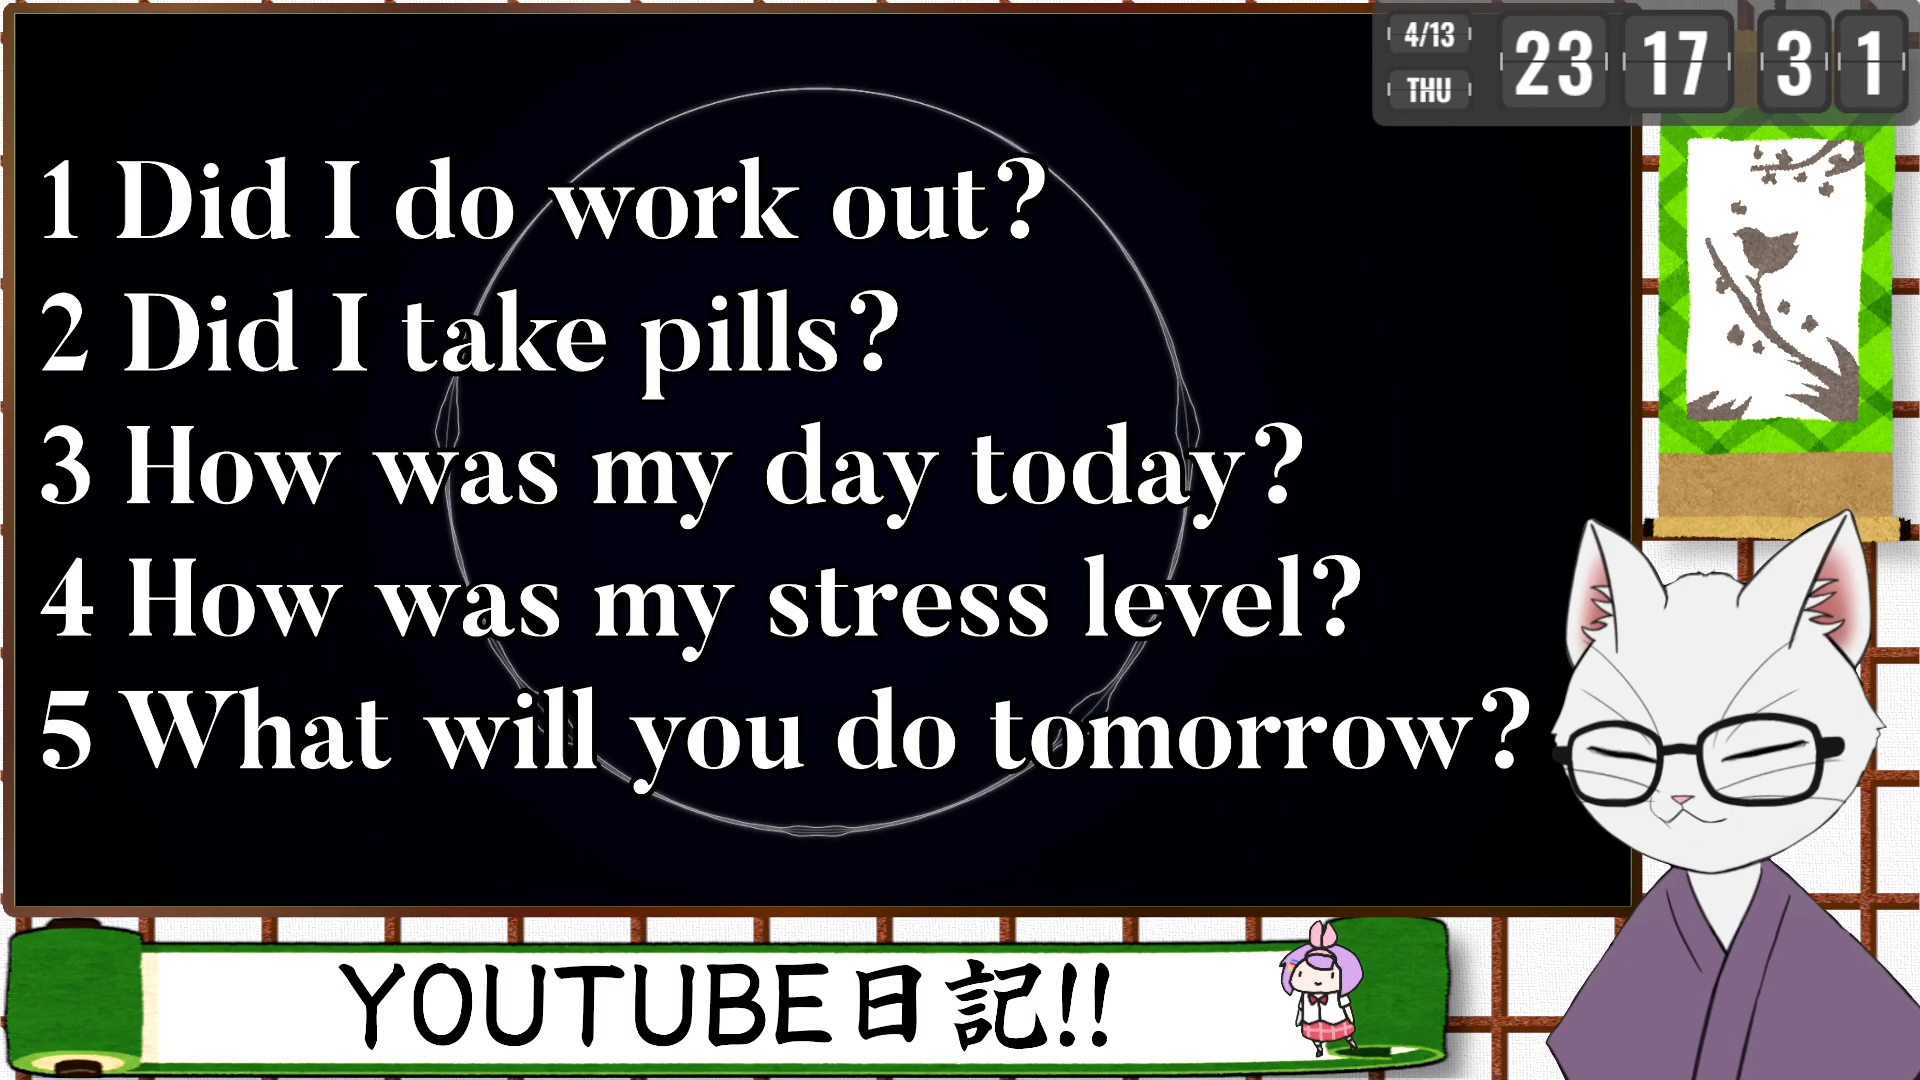 4/13
THU
23 17 31
1 Did I do work out?
2 Did I take pills?
3 How was my day today?
4 How was my stress level?
5 What will you do tomorrow?
YOUTUBE日記!!